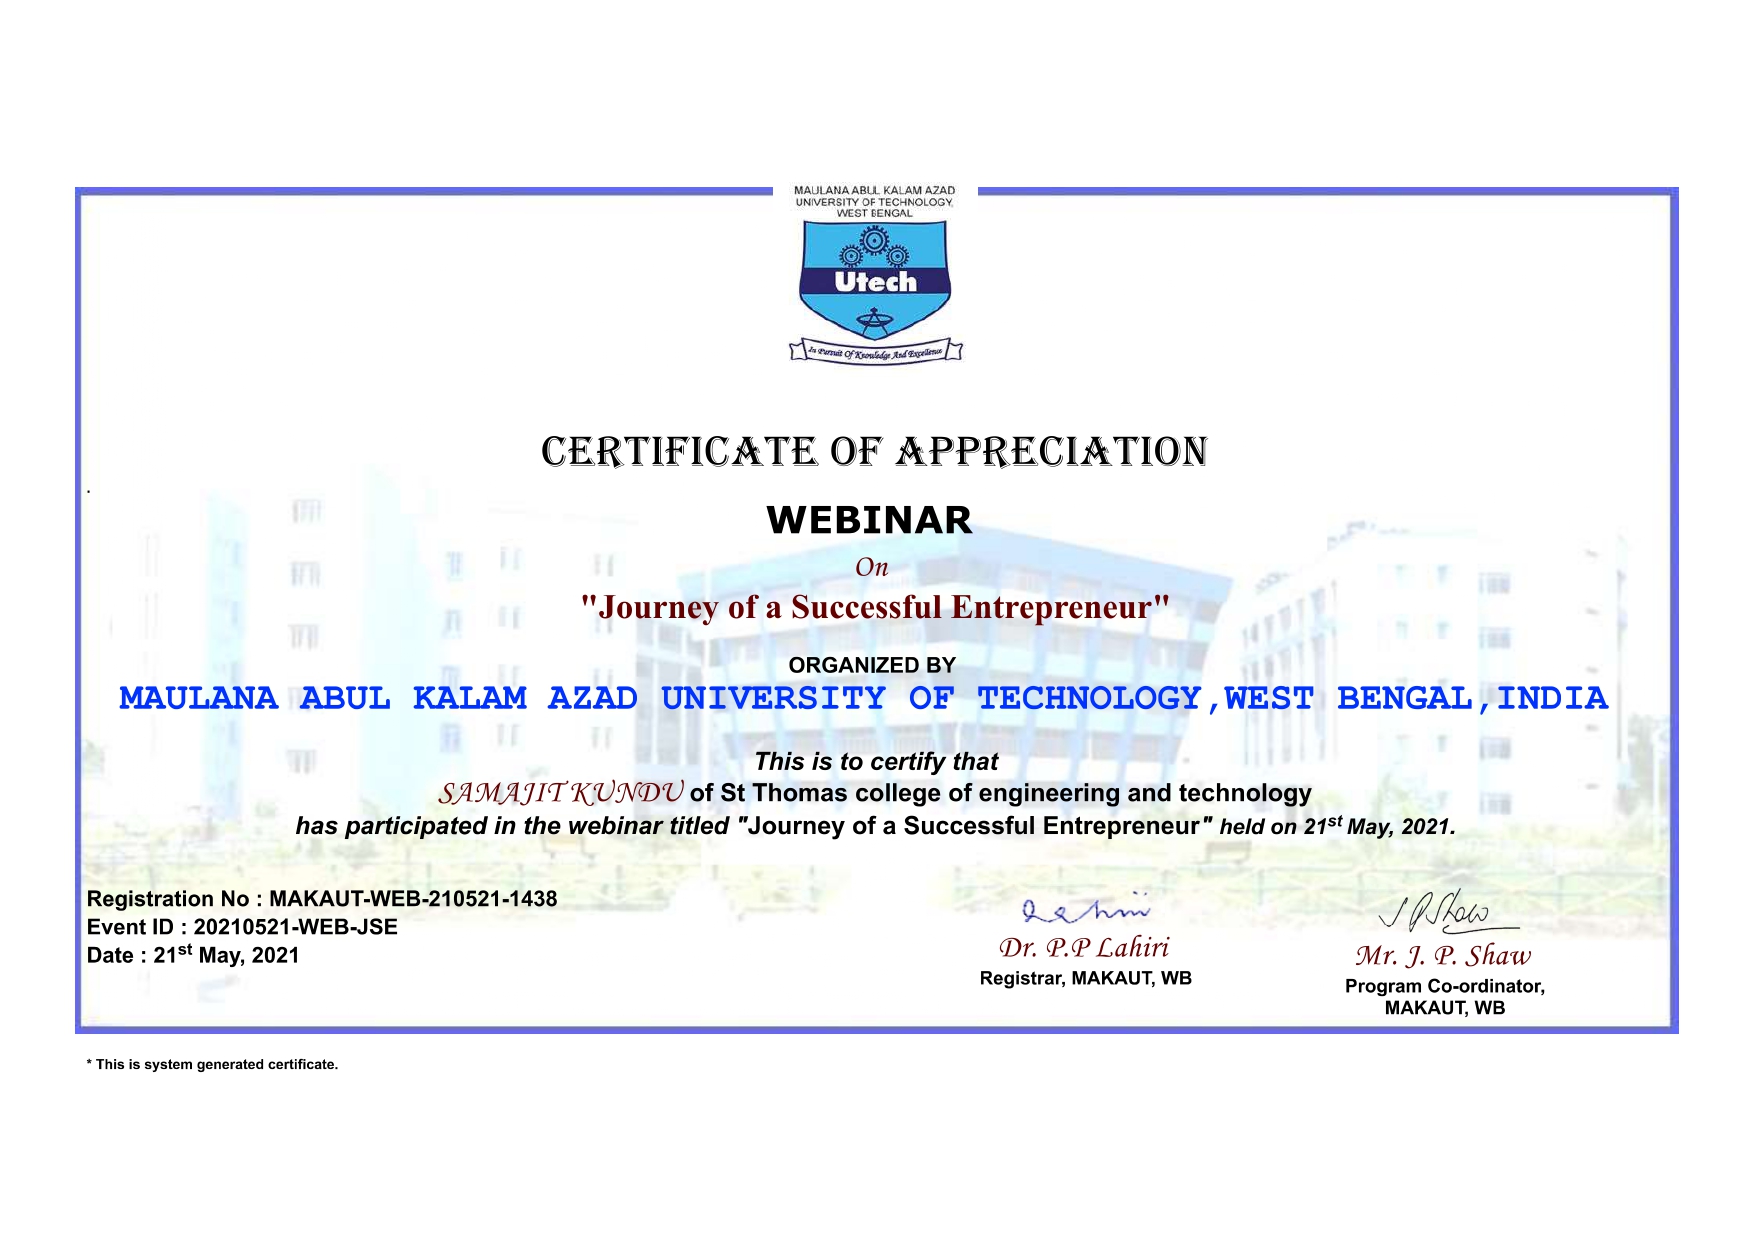 MAULANA ABUL KALAM AZAD
UNIVERSITY OF TECHNOLOGY,
WEST BENGAL
Utech
In Pursuit Of Knowledge And Excellence
CERTIFICATE OF APPRECIATION
.
WEBINAR
On
"Journey of a Successful Entrepreneur"
ORGANIZED BY
MAULANA ABUL KALAM AZAD UNIVERSITY OF TECHNOLOGY,WEST BENGAL,INDIA
This is to certify that
SAMAJIT KUNDU of St Thomas college of engineering and technology
has participated in the webinar titled "Journey of a Successful Entrepreneur" held on 21st May, 2021.
Registration No : MAKAUT-WEB-210521-1438
Event ID : 20210521-WEB-JSE
Date : 21st May, 2021
Lahiri
Dr. P.P Lahiri
Registrar, MAKAUT, WB
J P Shaw
Mr. J. P. Shaw
Program Co-ordinator,
MAKAUT, WB
* This is system generated certificate.